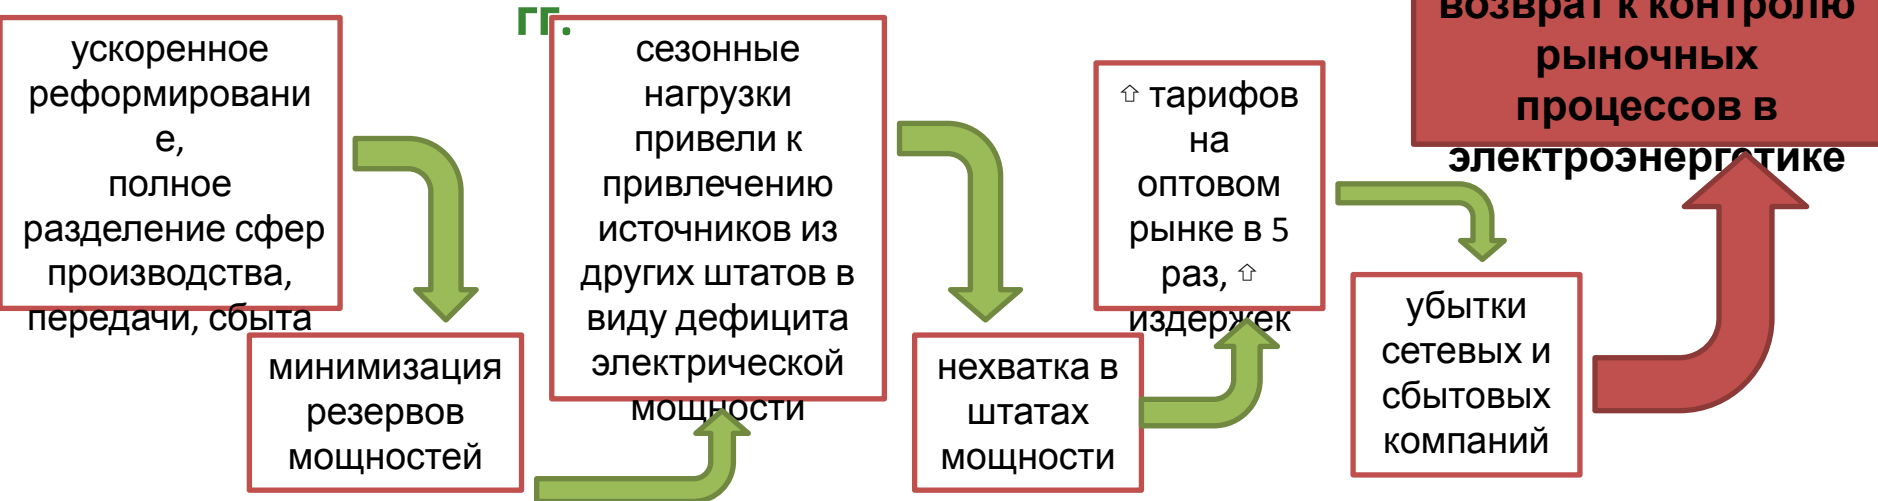 гг.
ускоренное
реформировани
е,
полное
разделение сфер
производства,
передачи, сбыта
минимизация
резервов
мощностей
сезонные
нагрузки
привели к
привлечению
источников из
других штатов в
виду дефицита
электрической
мощности
нехватка в
штатах
мощности
⇧ тарифов
на
оптовом
рынке в 5
раз, ⇧
издержек
убытки
сетевых и
сбытовых
компаний
возврат к контролю
рыночных
процессов в
электроэнергетике